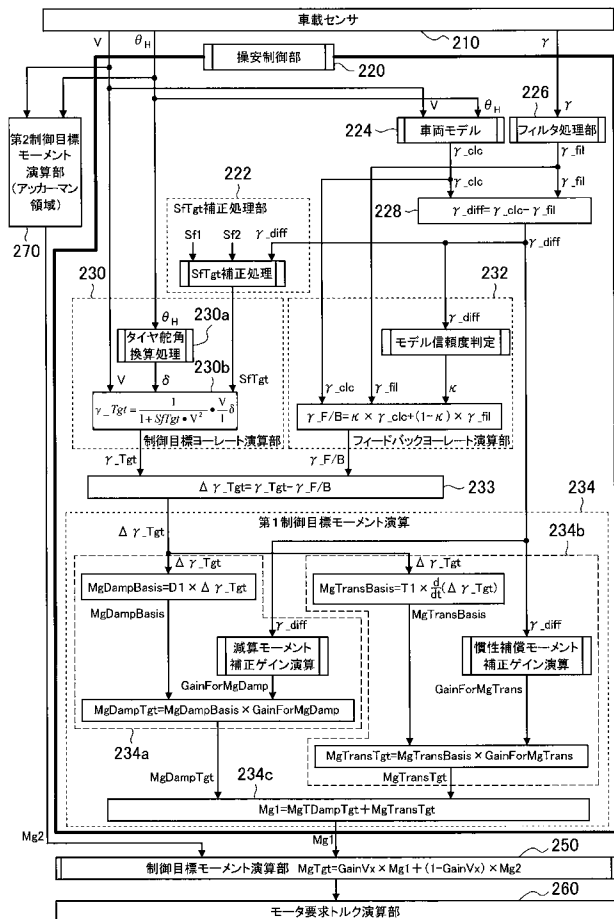 車載センサ
V
θH
210
γ
操安制御部
220
第2制御目標
モーメント
演算部
(アッカーマン
領域)
270
224
V
θH
226
γ
車両モデル
フィルタ処理部
γ_clc
γ_fil
γ_clc
γ_fil
228
γ_diff=γ_clc-γ_fil
222
SfTgt補正処理部
Sf1
Sf2
γ_diff
γ_diff
SfTgt補正処理
230
232
θH
230a
タイヤ舵角
換算処理
230b
γ_diff
モデル信頼度判定
V
δ
SfTgt
γ_clc
γ_fil
κ
γ_Tgt = 1/(1+SfTgt•V²) • V/l δ
γ_F/B=κ×γ_clc+(1-κ)×γ_fil
制御目標ヨーレート演算部
フィードバックヨーレート演算部
γ_Tgt
γ_F/B
Δγ_Tgt=γ_Tgt-γ_F/B
233
234
第1制御目標モーメント演算
234b
Δγ_Tgt
Δγ_Tgt
Δγ_Tgt
MgDampBasis=D1×Δγ_Tgt
MgTransBasis=T1×d/dt(Δγ_Tgt)
MgDampBasis
MgTransBasis
γ_diff
γ_diff
減算モーメント
補正ゲイン演算
慣性補償モーメント
補正ゲイン演算
GainForMgDamp
GainForMgTrans
MgDampTgt=MgDampBasis×GainForMgDamp
234a
MgTransTgt=MgTransBasis×GainForMgTrans
MgDampTgt
234c
MgTransTgt
Mg1=MgTDampTgt+MgTransTgt
Mg2
Mg1
250
制御目標モーメント演算部 MgTgt=GainVx×Mg1+(1-GainVx)×Mg2
260
モータ要求トルク演算部